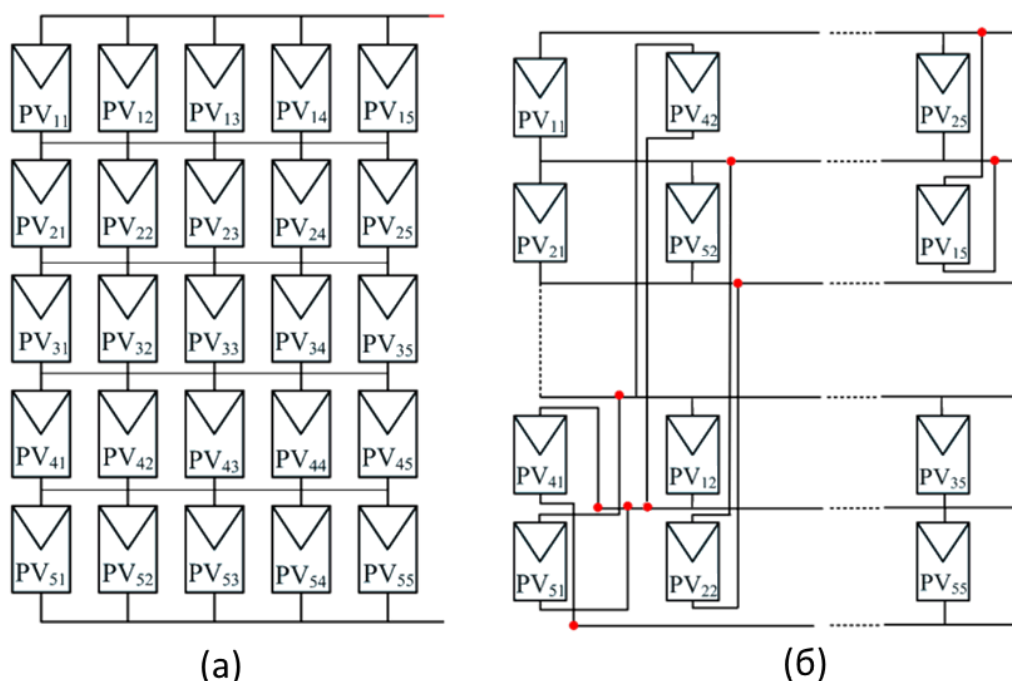 PV₁₁ PV₁₂ PV₁₃ PV₁₄ PV₁₅
PV₂₁ PV₂₂ PV₂₃ PV₂₄ PV₂₅
PV₃₁ PV₃₂ PV₃₃ PV₃₄ PV₃₅
PV₄₁ PV₄₂ PV₄₃ PV₄₄ PV₄₅
PV₅₁ PV₅₂ PV₅₃ PV₅₄ PV₅₅
(а)
PV₁₁ PV₄₂ PV₂₅
PV₂₁ PV₅₂ PV₁₅
PV₄₁ PV₁₂ PV₃₅
PV₅₁ PV₂₂ PV₅₅
(б)